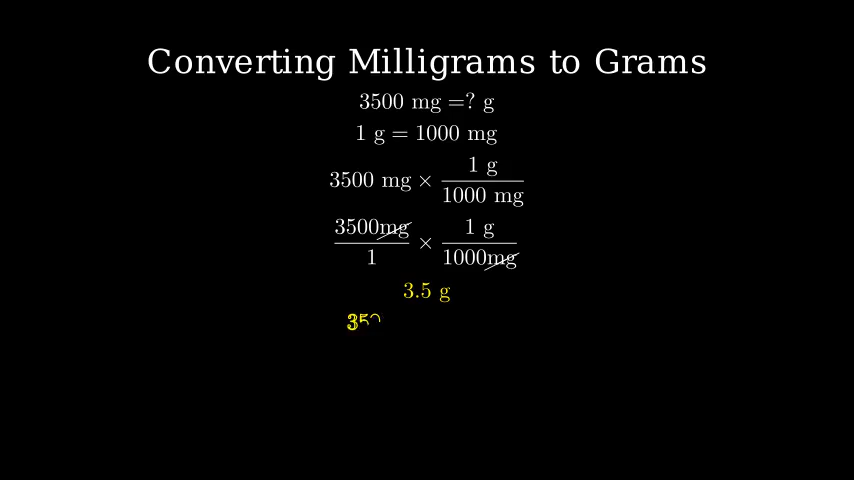 Converting Milligrams to Grams
3500 mg =? g
1 g = 1000 mg
3500 mg × 1 g / 1000 mg
3500mg / 1 × 1 g / 1000mg
3.5 g